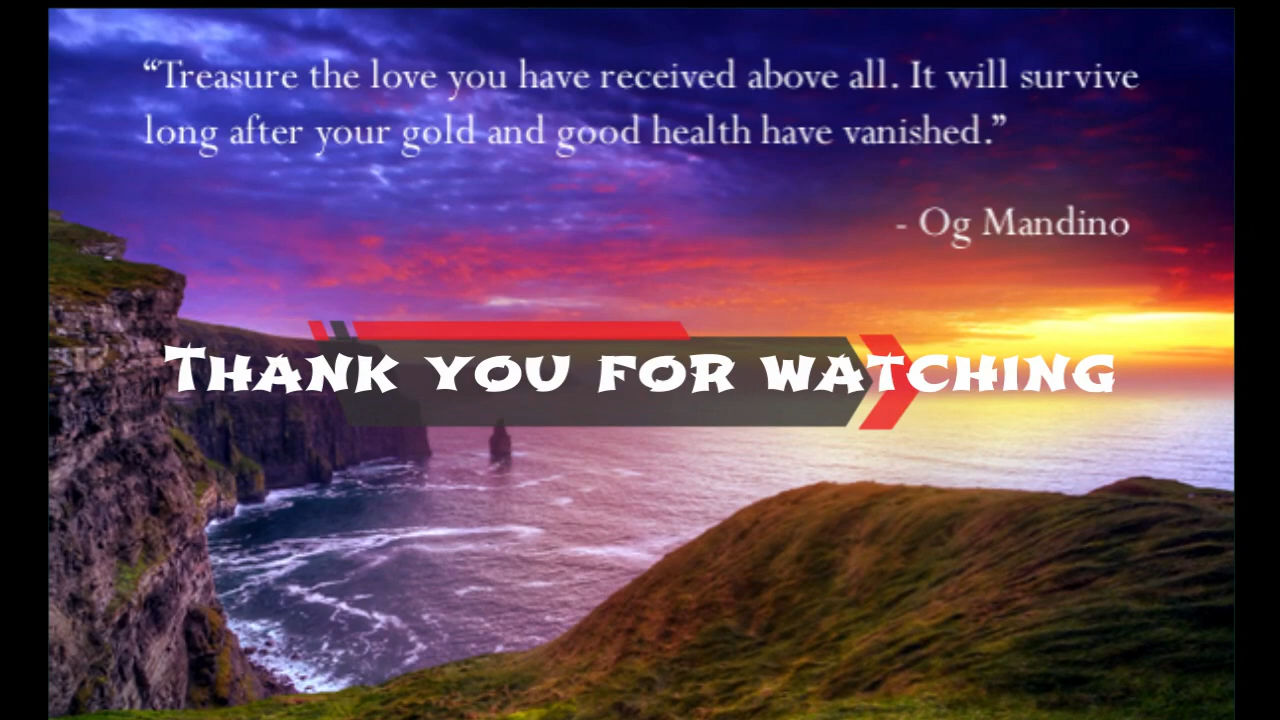 “Treasure the love you have received above all. It will survive
long after your gold and good health have vanished.”
- Og Mandino
Thank you for watching